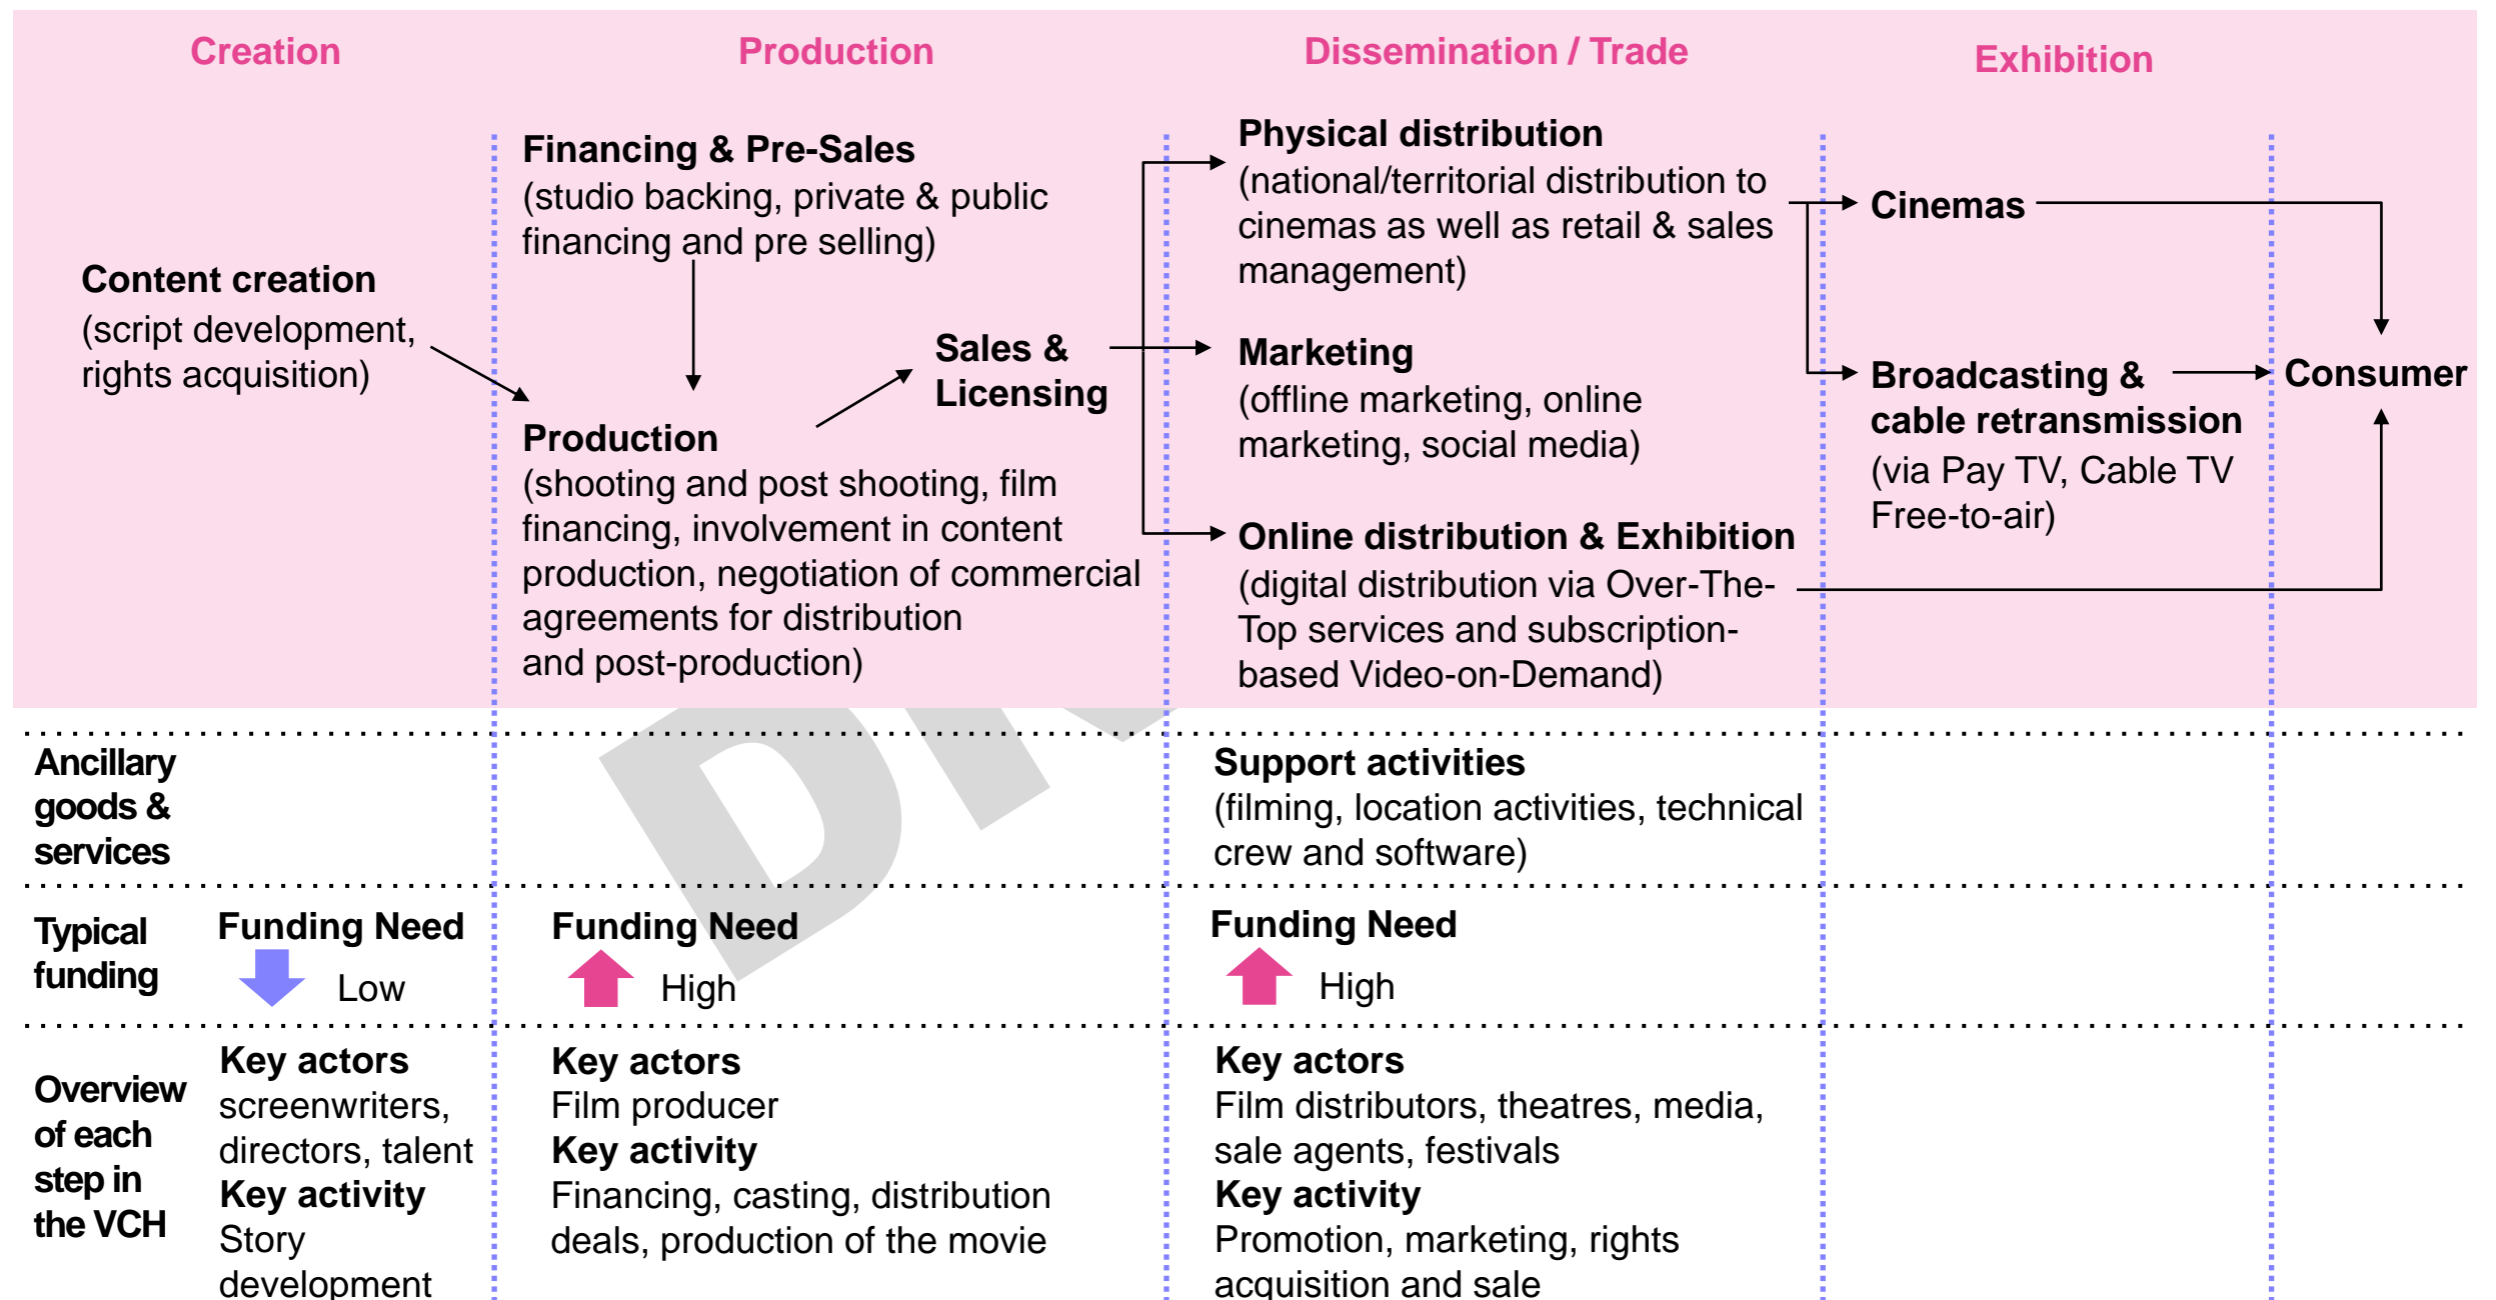 Creation
Production
Dissemination / Trade
Exhibition
Content creation
(script development,
rights acquisition)
Financing & Pre-Sales
(studio backing, private & public
financing and pre selling)
Production
(shooting and post shooting, film
financing, involvement in content
production, negotiation of commercial
agreements for distribution
and post-production)
Sales &
Licensing
Physical distribution
(national/territorial distribution to
cinemas as well as retail & sales
management)
Marketing
(offline marketing, online
marketing, social media)
Online distribution & Exhibition
(digital distribution via Over-The-
Top services and subscription-
based Video-on-Demand)
Cinemas
Broadcasting &
cable retransmission
(via Pay TV, Cable TV
Free-to-air)
Consumer
Ancillary
goods &
services
Support activities
(filming, location activities, technical
crew and software)
Typical
funding
Funding Need
Low
Funding Need
High
Funding Need
High
Overview
of each
step in
the VCH
Key actors
screenwriters,
directors, talent
Key activity
Story
development
Key actors
Film producer
Key activity
Financing, casting, distribution
deals, production of the movie
Key actors
Film distributors, theatres, media,
sale agents, festivals
Key activity
Promotion, marketing, rights
acquisition and sale